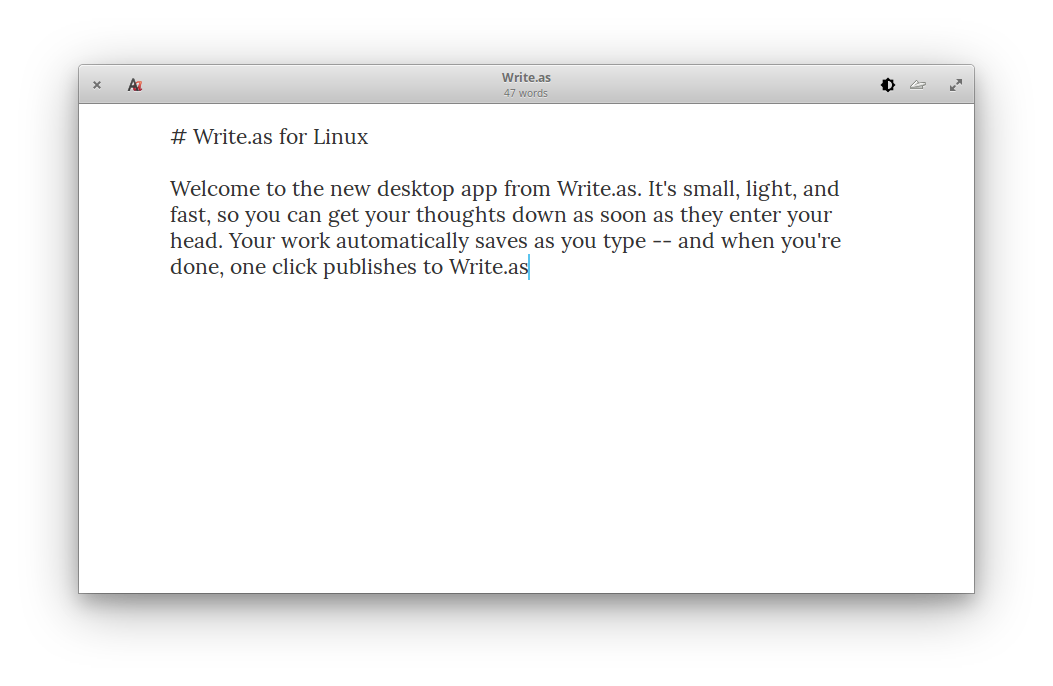 Write.as
47 words
# Write.as for Linux
Welcome to the new desktop app from Write.as. It's small, light, and
fast, so you can get your thoughts down as soon as they enter your
head. Your work automatically saves as you type -- and when you're
done, one click publishes to Write.as